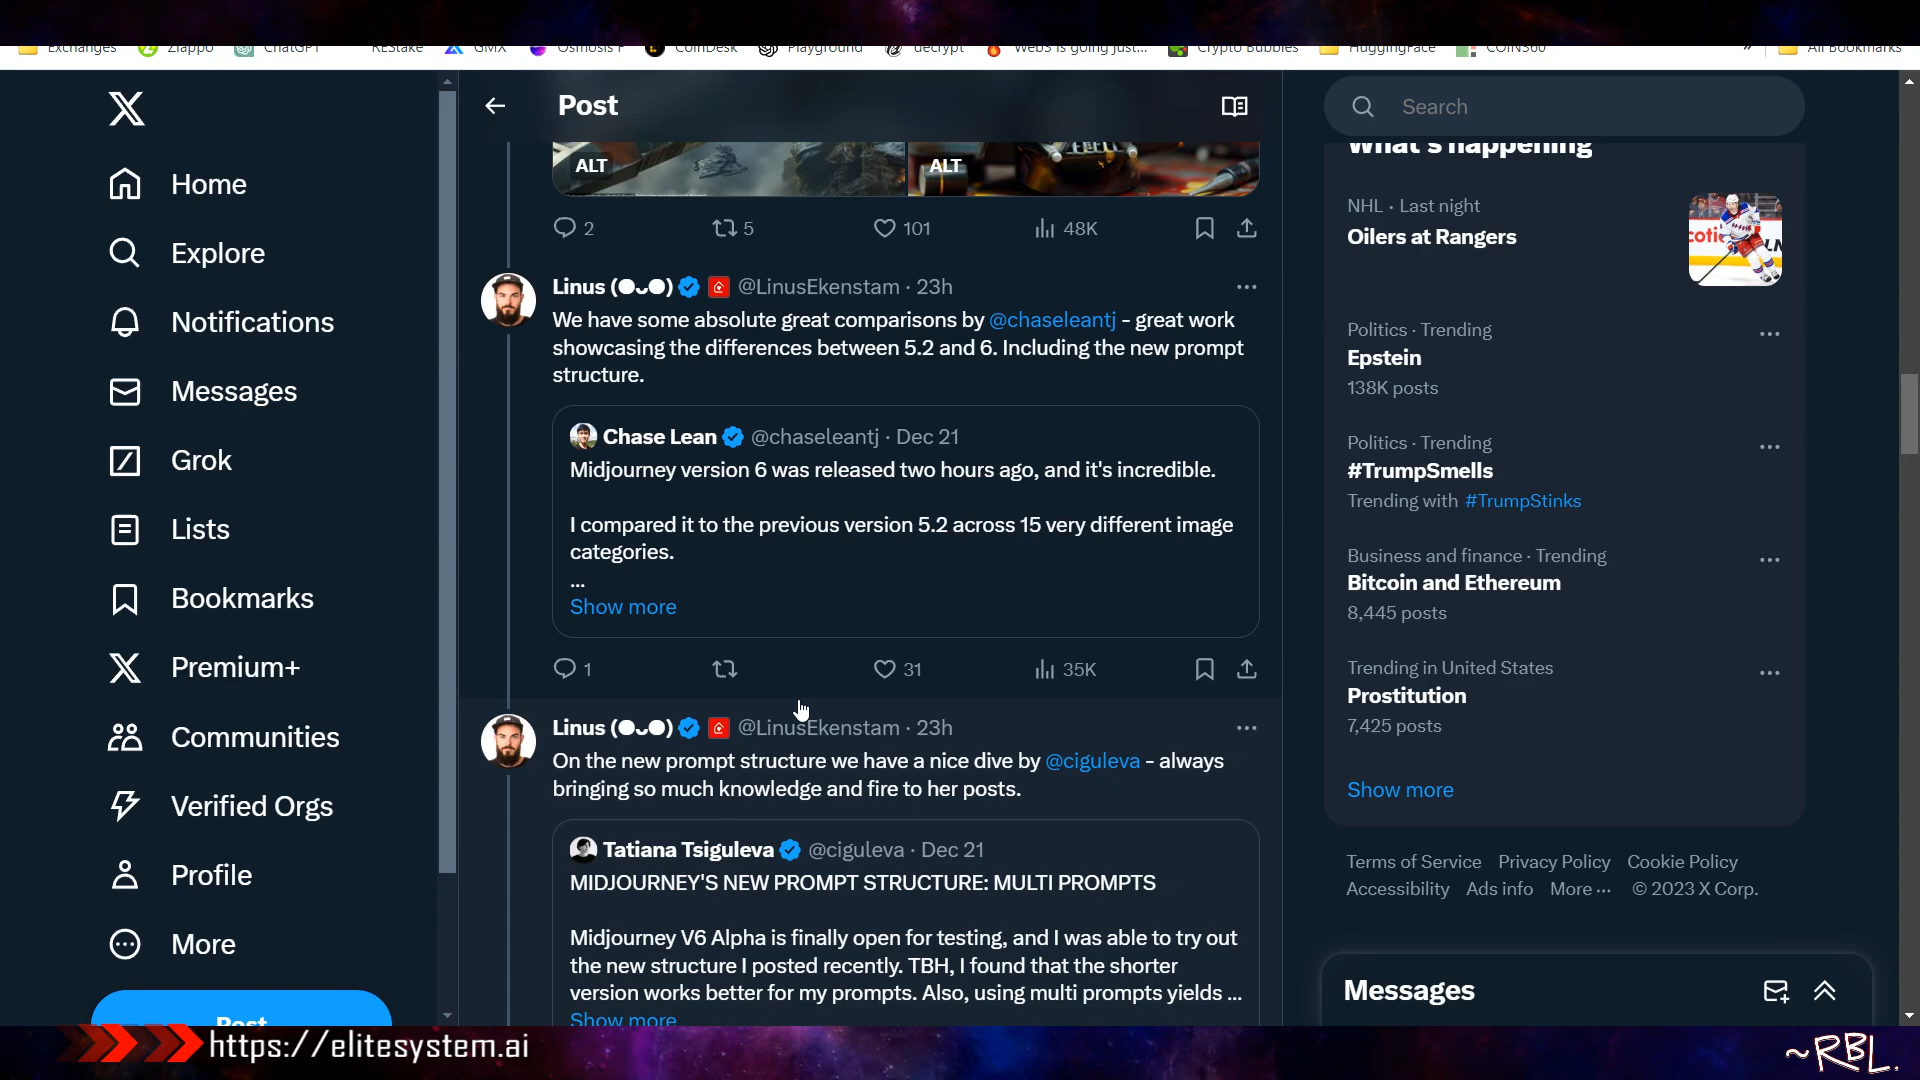 Exchanges Zlappo ChatGPT REStake GMX Osmosis F CoinDesk Playground decrypt Web3 is going just... Crypto Bubbles HuggingFace COIN360 » All Bookmarks
Home
Explore
Notifications
Messages
Grok
Lists
Bookmarks
Premium+
Communities
Verified Orgs
Profile
More
Post
Post
ALT ALT
2 5 101 48K
Linus (●ᴗ●) @LinusEkenstam · 23h
We have some absolute great comparisons by @chaseleantj - great work
showcasing the differences between 5.2 and 6. Including the new prompt
structure.
Chase Lean @chaseleantj · Dec 21
Midjourney version 6 was released two hours ago, and it's incredible.
I compared it to the previous version 5.2 across 15 very different image
categories.
...
Show more
1 31 35K
Linus (●ᴗ●) @LinusEkenstam · 23h
On the new prompt structure we have a nice dive by @ciguleva - always
bringing so much knowledge and fire to her posts.
Tatiana Tsiguleva @ciguleva · Dec 21
MIDJOURNEY'S NEW PROMPT STRUCTURE: MULTI PROMPTS
Midjourney V6 Alpha is finally open for testing, and I was able to try out
the new structure I posted recently. TBH, I found that the shorter
version works better for my prompts. Also, using multi prompts yields ...
Show more
Search
What's happening
NHL · Last night
Oilers at Rangers
Politics · Trending
Epstein
138K posts
Politics · Trending
#TrumpSmells
Trending with #TrumpStinks
Business and finance · Trending
Bitcoin and Ethereum
8,445 posts
Trending in United States
Prostitution
7,425 posts
Show more
Terms of Service Privacy Policy Cookie Policy
Accessibility Ads info More ··· © 2023 X Corp.
Messages
https://elitesystem.ai
~RBL.